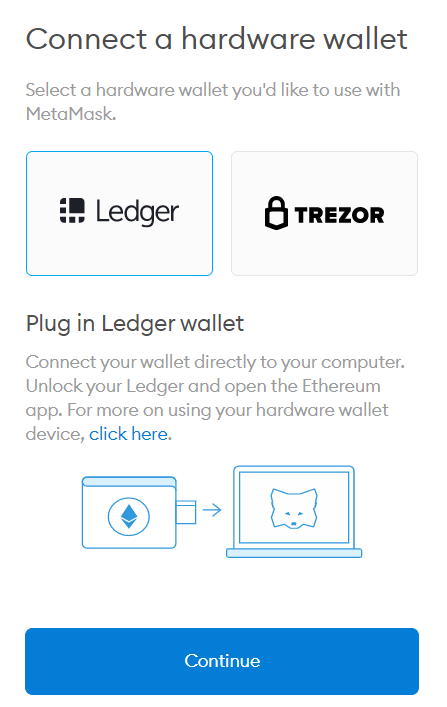 Connect a hardware wallet
Select a hardware wallet you'd like to use with
MetaMask.
Ledger
TREZOR
Plug in Ledger wallet
Connect your wallet directly to your computer.
Unlock your Ledger and open the Ethereum
app. For more on using your hardware wallet
device, click here.
Continue